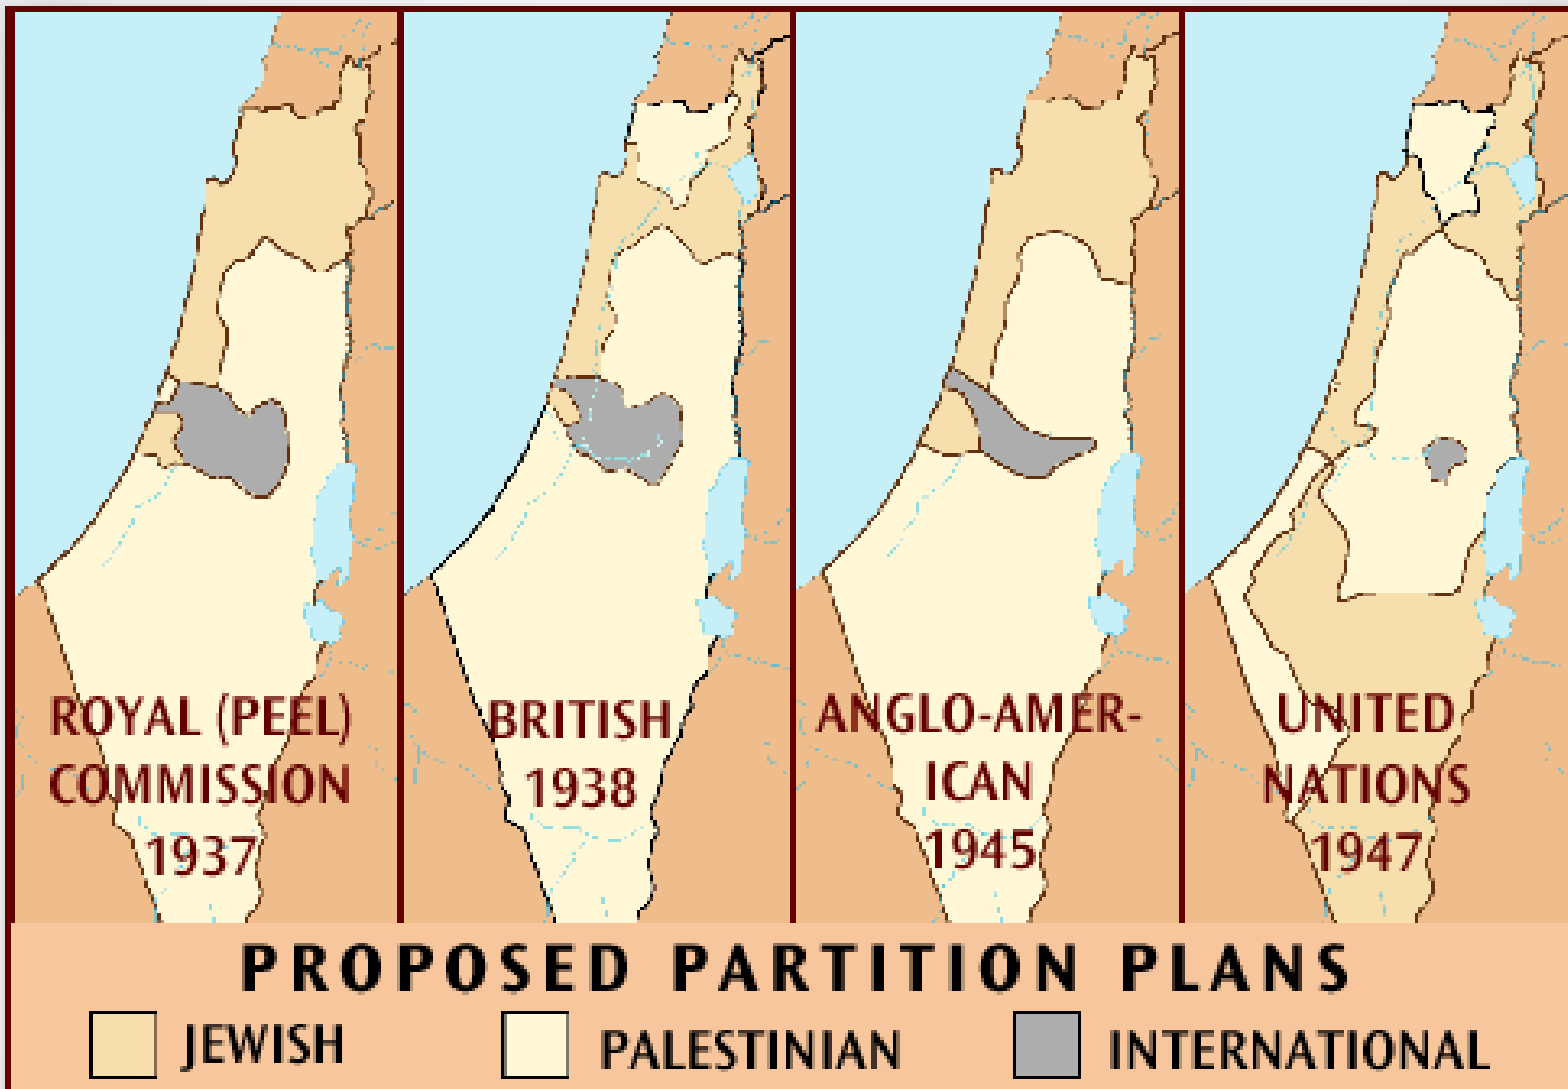 ROYAL (PEEL)
COMMISSION
1937
BRITISH
1938
ANGLO-AMER-
ICAN
1945
UNITED
NATIONS
1947
PROPOSED PARTITION PLANS
JEWISH
PALESTINIAN
INTERNATIONAL